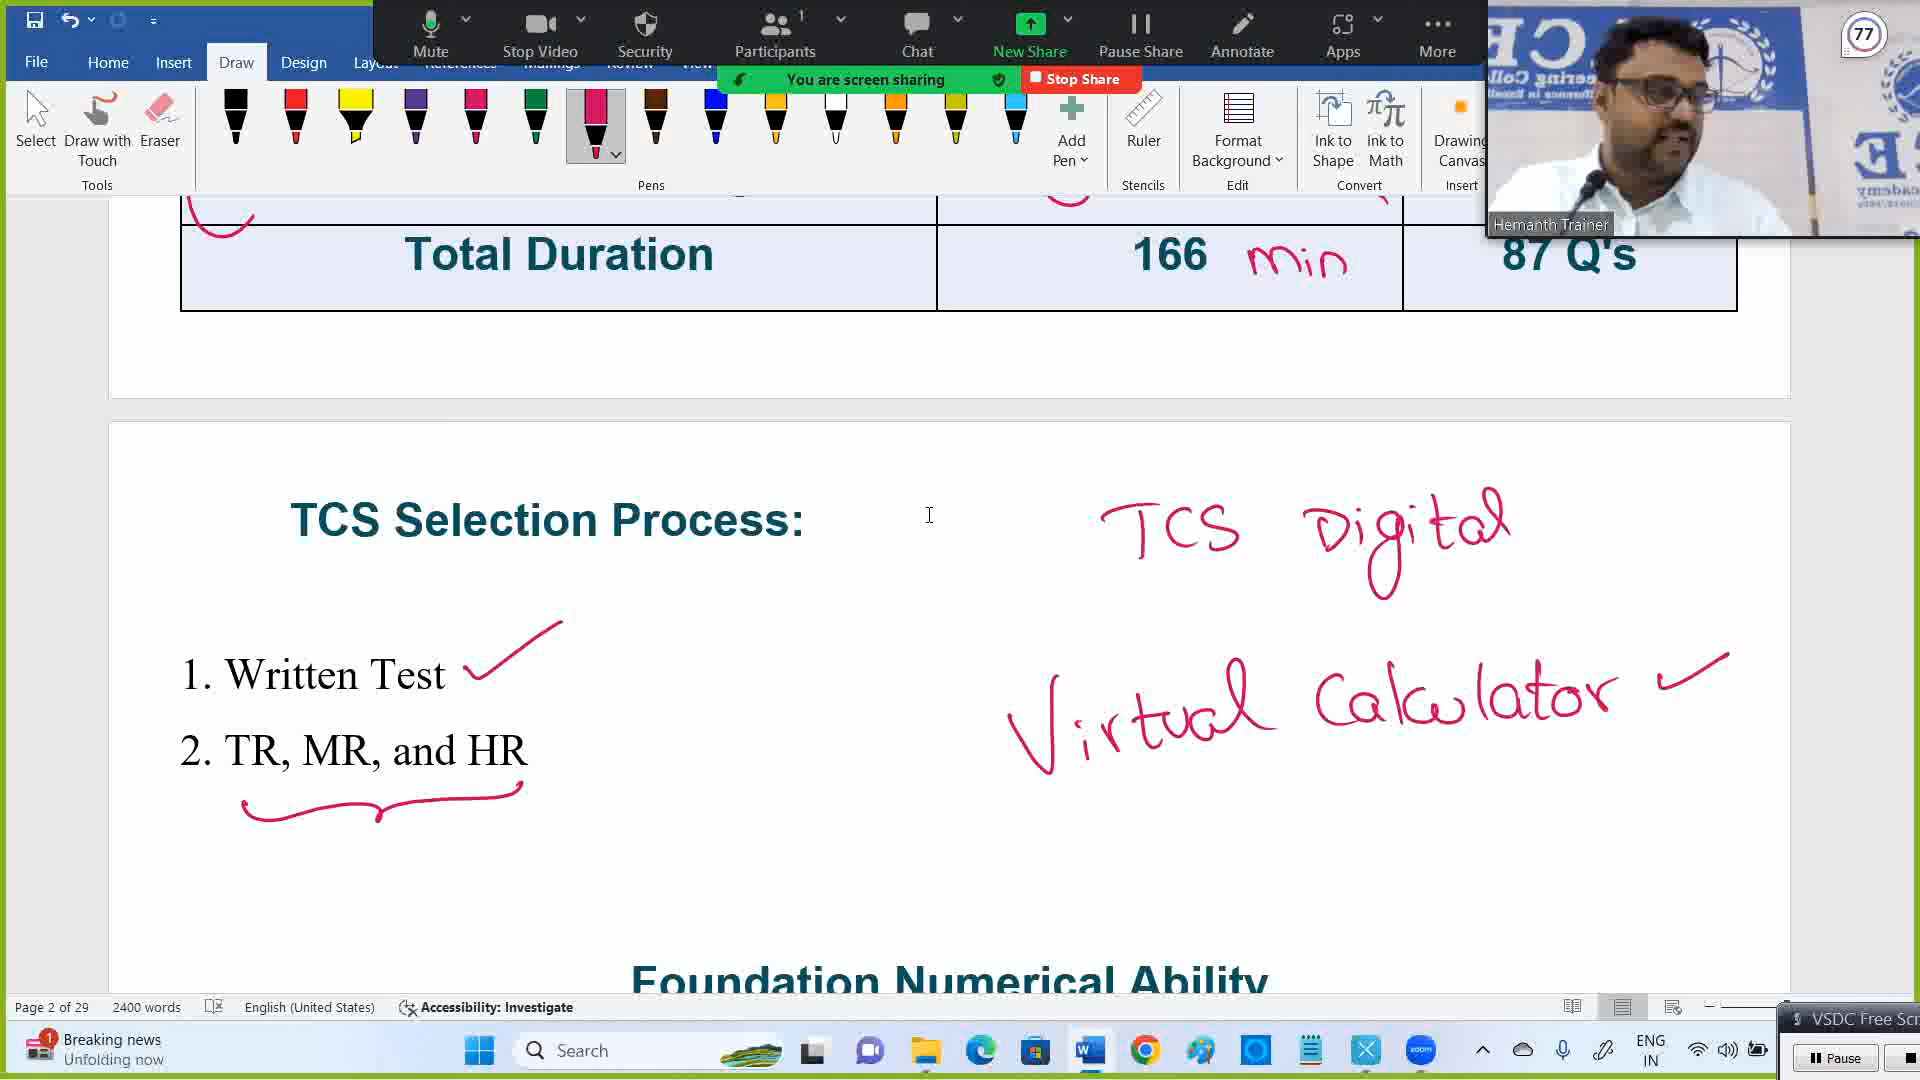 Mute
Stop Video
Security
Participants 1
Chat
New Share
Pause Share
Annotate
Apps
More
77
You are screen sharing
Stop Share
File Home Insert Draw Design
Select
Draw with Touch
Eraser
Add Pen
Ruler
Format Background
Ink to Shape
Ink to Math
Drawing Canvas
Tools
Pens
Stencils
Edit
Convert
Insert
Hemanth Trainer
Total Duration 166 min 87 Q's
TCS Selection Process: TCS Digital
1. Written Test
Virtual Calculator
2. TR, MR, and HR
Foundation Numerical Ability
Page 2 of 29 2400 words English (United States) Accessibility: Investigate
VSDC Free Scr
1 Breaking news
Unfolding now
Search
zoom
ENG
IN
Pause